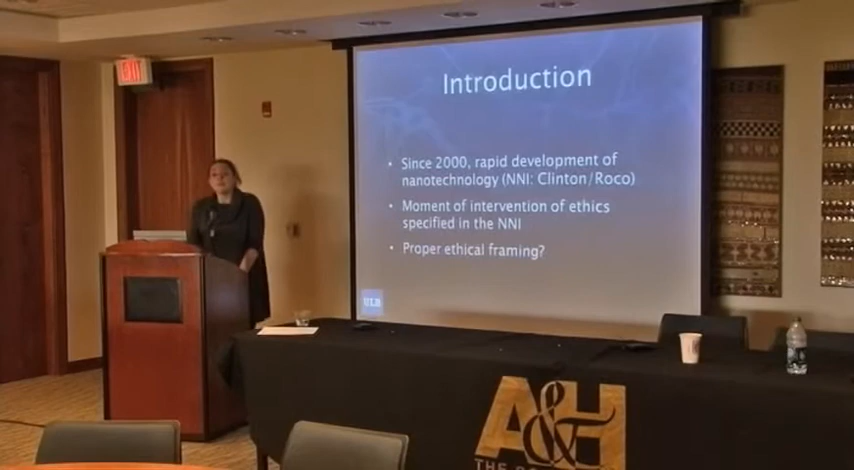 EXIT
Introduction
• Since 2000, rapid development of
nanotechnology (NNI: Clinton/Roco)
• Moment of intervention of ethics
specified in the NNI
• Proper ethical framing?
ULB
A&H
THE